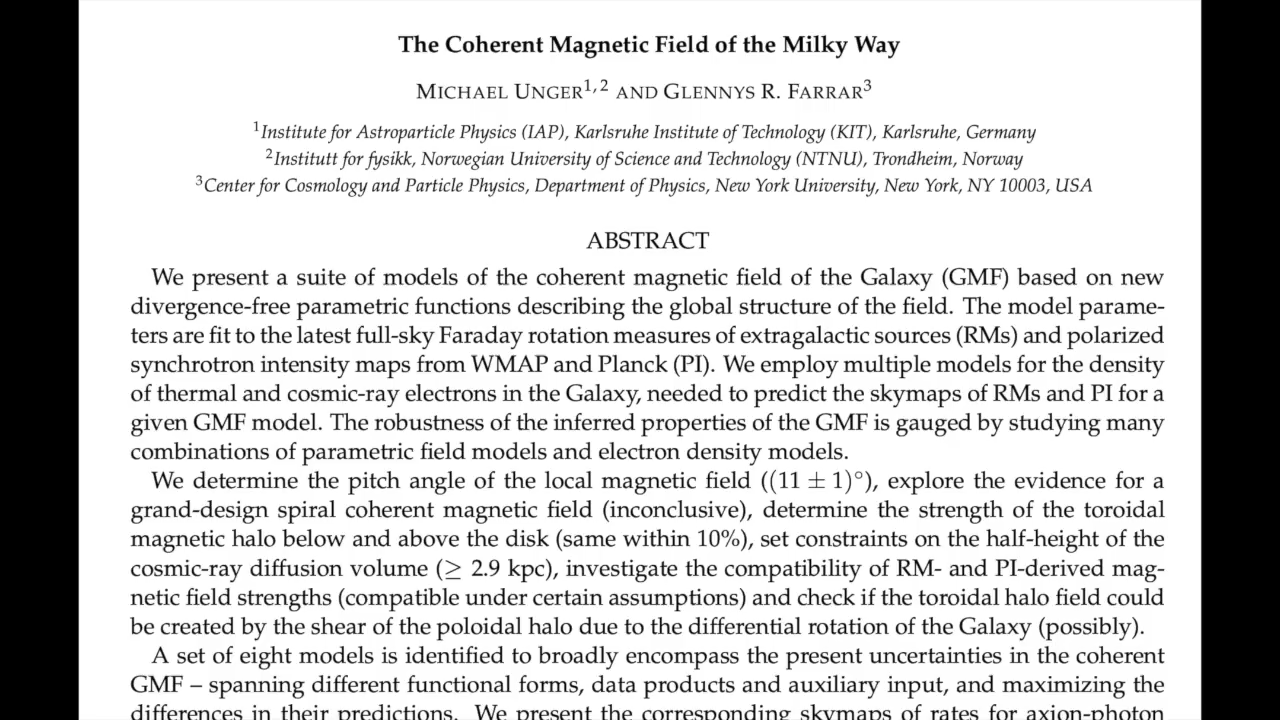 The Coherent Magnetic Field of the Milky Way
MICHAEL UNGER1,2 AND GLENNYS R. FARRAR3
1Institute for Astroparticle Physics (IAP), Karlsruhe Institute of Technology (KIT), Karlsruhe, Germany
2Institutt for fysikk, Norwegian University of Science and Technology (NTNU), Trondheim, Norway
3Center for Cosmology and Particle Physics, Department of Physics, New York University, New York, NY 10003, USA
ABSTRACT
We present a suite of models of the coherent magnetic field of the Galaxy (GMF) based on new
divergence-free parametric functions describing the global structure of the field. The model parame-
ters are fit to the latest full-sky Faraday rotation measures of extragalactic sources (RMs) and polarized
synchrotron intensity maps from WMAP and Planck (PI). We employ multiple models for the density
of thermal and cosmic-ray electrons in the Galaxy, needed to predict the skymaps of RMs and PI for a
given GMF model. The robustness of the inferred properties of the GMF is gauged by studying many
combinations of parametric field models and electron density models.
We determine the pitch angle of the local magnetic field ((11 ± 1)°), explore the evidence for a
grand-design spiral coherent magnetic field (inconclusive), determine the strength of the toroidal
magnetic halo below and above the disk (same within 10%), set constraints on the half-height of the
cosmic-ray diffusion volume (≥ 2.9 kpc), investigate the compatibility of RM- and PI-derived mag-
netic field strengths (compatible under certain assumptions) and check if the toroidal halo field could
be created by the shear of the poloidal halo due to the differential rotation of the Galaxy (possibly).
A set of eight models is identified to broadly encompass the present uncertainties in the coherent
GMF – spanning different functional forms, data products and auxiliary input, and maximizing the
differences in their predictions. We present the corresponding skymaps of rates for axion-photon